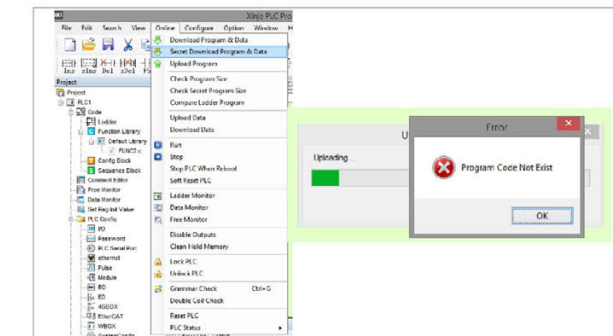 Xinje PLC Pro
File Edit Search View Online Configure Option Window
Ins sIns Del sDel
Project
Project
PLC1
Code
Ladder
Function Library
Default Library
FUNC2.c
Config Block
Sequence Block
Comment Editor
Free Monitor
Data Monitor
Set Reg Init Value
PLC Config
I/O
Password
PLC Serial Port
ethernet
Pulse
Module
BD
ED
4GBOX
EtherCAT
WBOX
Download Program & Data
Secret Download Program & Data
Upload Program
Check Program Size
Check Secret Program Size
Compare Ladder Program
Upload Data
Download Data
Run
Stop
Stop PLC When Reboot
Soft Reset PLC
Ladder Monitor
Data Monitor
Free Monitor
Disable Outputs
Clean Hold Memory
Lock PLC
Unlock PLC
Grammar Check Ctrl+G
Double Coil Check
Reset PLC
PLC Status
U
Uploading
Error
Program Code Not Exist
OK